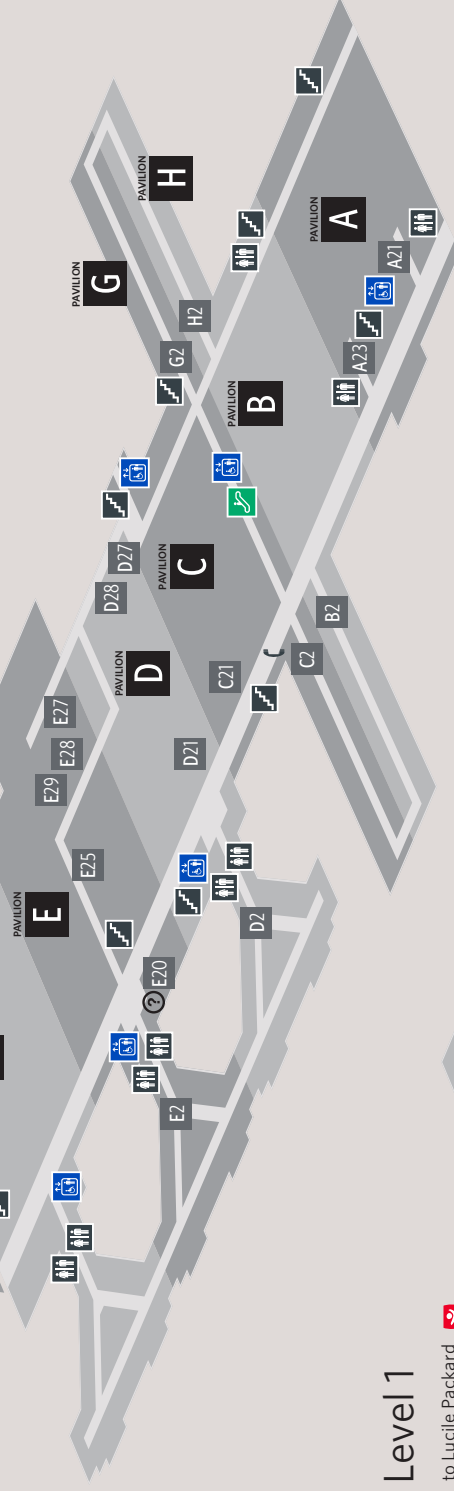 PAVILION
H
PAVILION
G
PAVILION
A
PAVILION
B
PAVILION
C
PAVILION
D
PAVILION
E
H2
G2
A21
A23
D27
D28
B2
C2
C21
D21
E27
E28
E29
E25
D2
E20
?
E2
Level 1
to Lucile Packard